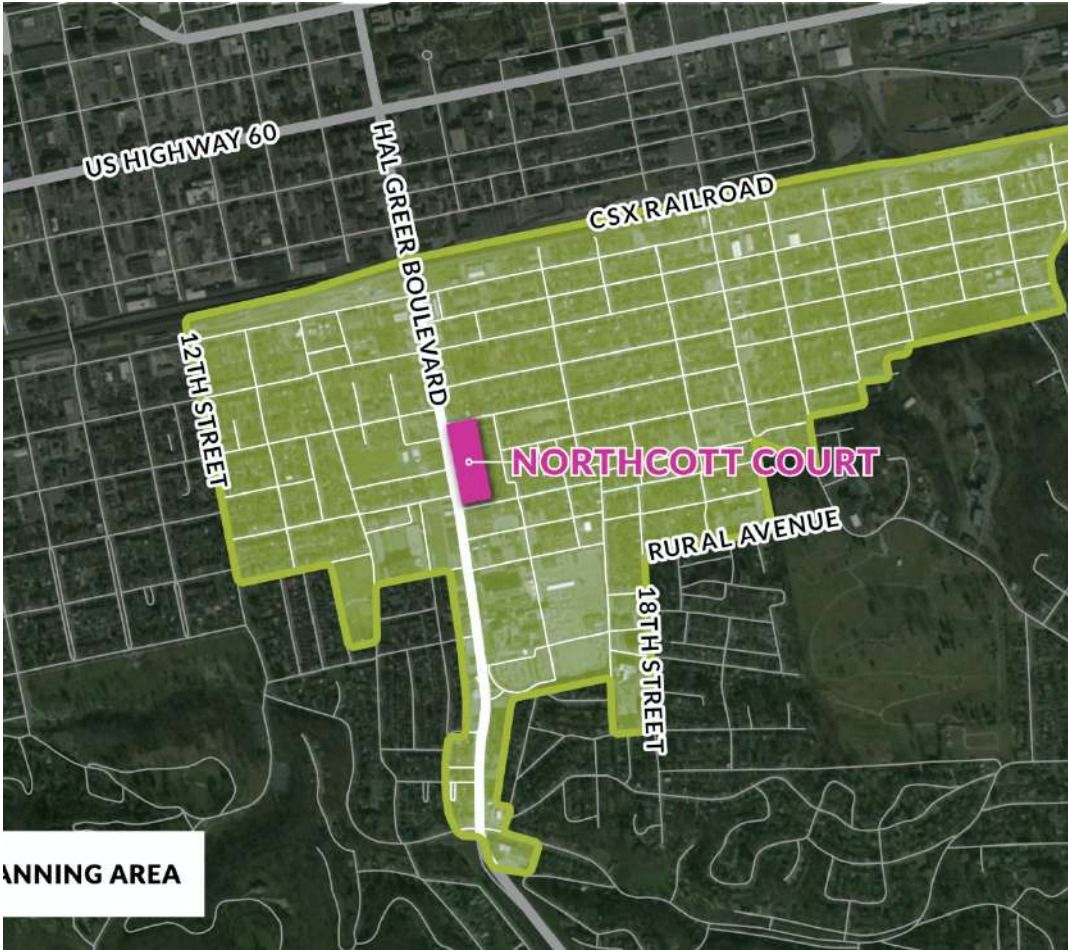 US HIGHWAY 60
HAL GREER BOULEVARD
CSX RAILROAD
12TH STREET
NORTHCOTT COURT
RURAL AVENUE
18TH STREET
ANNING AREA